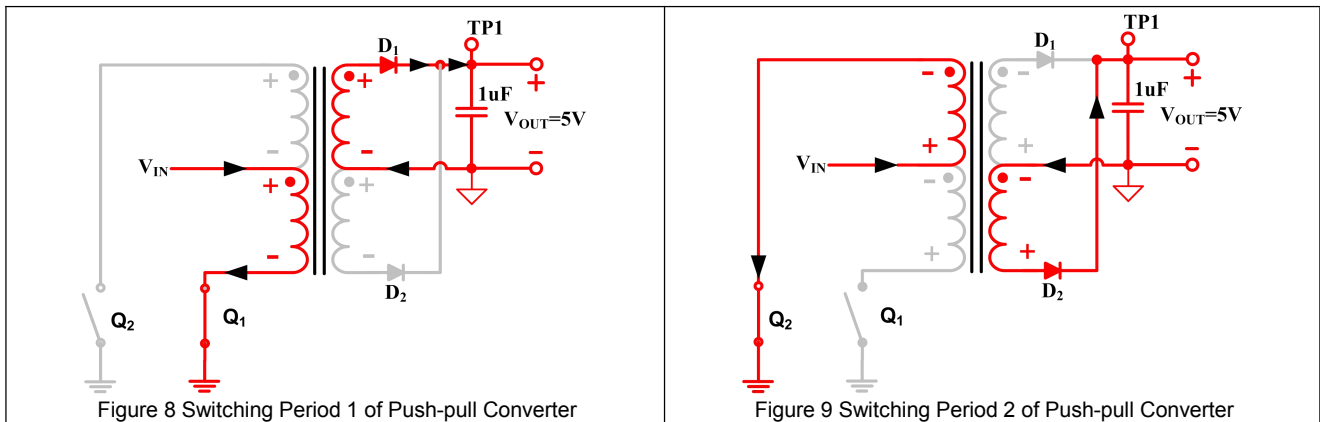 TP1
D1
+
+
1uF
+
VOUT=5V
-
-
-
VIN
+
+
-
-
D2
Q2
Q1
Figure 8 Switching Period 1 of Push-pull Converter
TP1
D1
-
-
1uF
+
VOUT=5V
+
+
-
VIN
-
-
+
+
D2
Q2
Q1
Figure 9 Switching Period 2 of Push-pull Converter